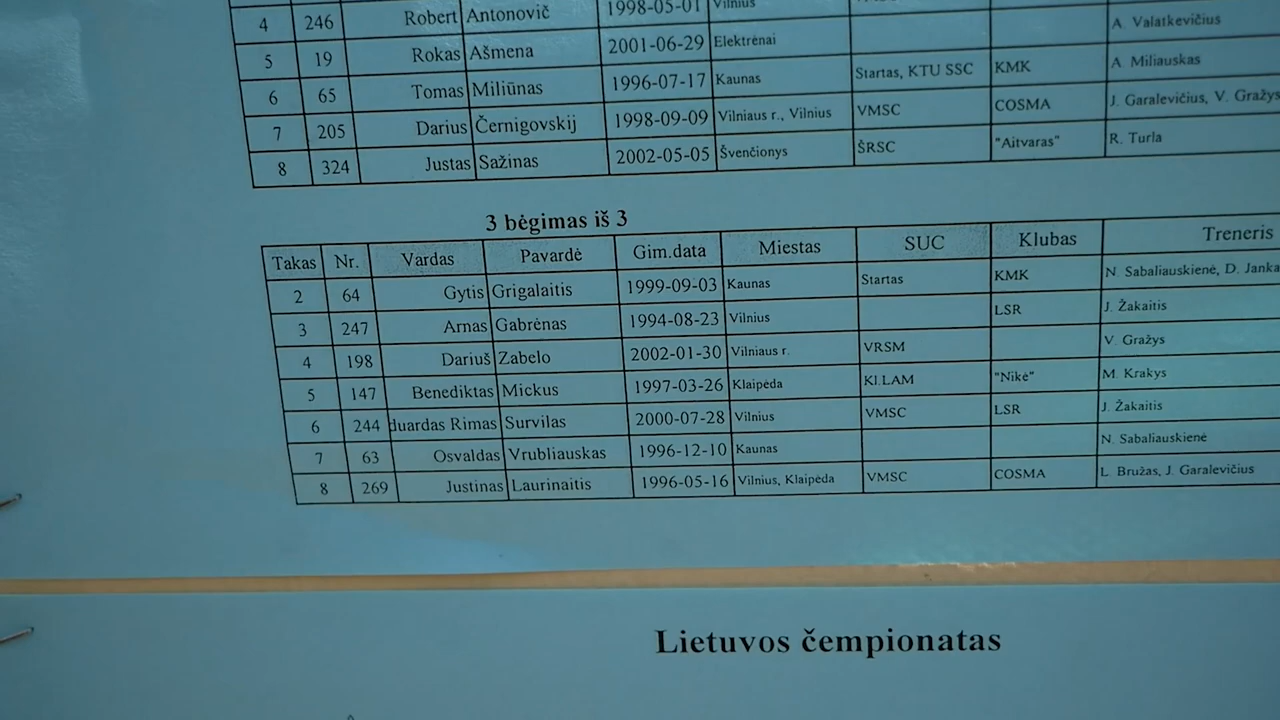 4 246 Robert Antonovič 1998-05-01 Vilnius
5 19 Rokas Ašmena 2001-06-29 Elektrėnai A. Valatkevičius
6 65 Tomas Miliūnas 1996-07-17 Kaunas Startas, KTU SSC KMK A. Miliauskas
7 205 Darius Černigovskij 1998-09-09 Vilniaus r., Vilnius VMSC COSMA J. Garalevičius, V. Gražys
8 324 Justas Sažinas 2002-05-05 Švenčionys ŠRSC "Aitvaras" R. Turla
3 bėgimas iš 3
Takas Nr. Vardas Pavardė Gim.data Miestas SUC Klubas Treneris
2 64 Gytis Grigalaitis 1999-09-03 Kaunas Startas KMK N. Sabaliauskienė, D. Janka
3 247 Arnas Gabrėnas 1994-08-23 Vilnius LSR J. Žakaitis
4 198 Dariuš Zabelo 2002-01-30 Vilniaus r. VRSM V. Gražys
5 147 Benediktas Mickus 1997-03-26 Klaipėda KLLAM "Nikė" M. Krakys
6 244 duardas Rimas Survilas 2000-07-28 Vilnius VMSC LSR J. Žakaitis
7 63 Osvaldas Vrubliauskas 1996-12-10 Kaunas N. Sabaliauskienė
8 269 Justinas Laurinaitis 1996-05-16 Vilnius, Klaipėda VMSC COSMA L. Bružas, J. Garalevičius
Lietuvos čempionatas